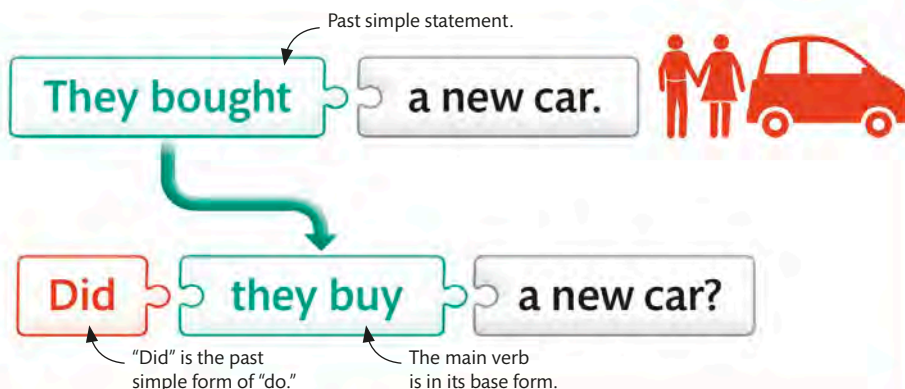 Past simple statement.
They bought a new car.
Did they buy a new car?
“Did” is the past
simple form of “do.”
The main verb
is in its base form.